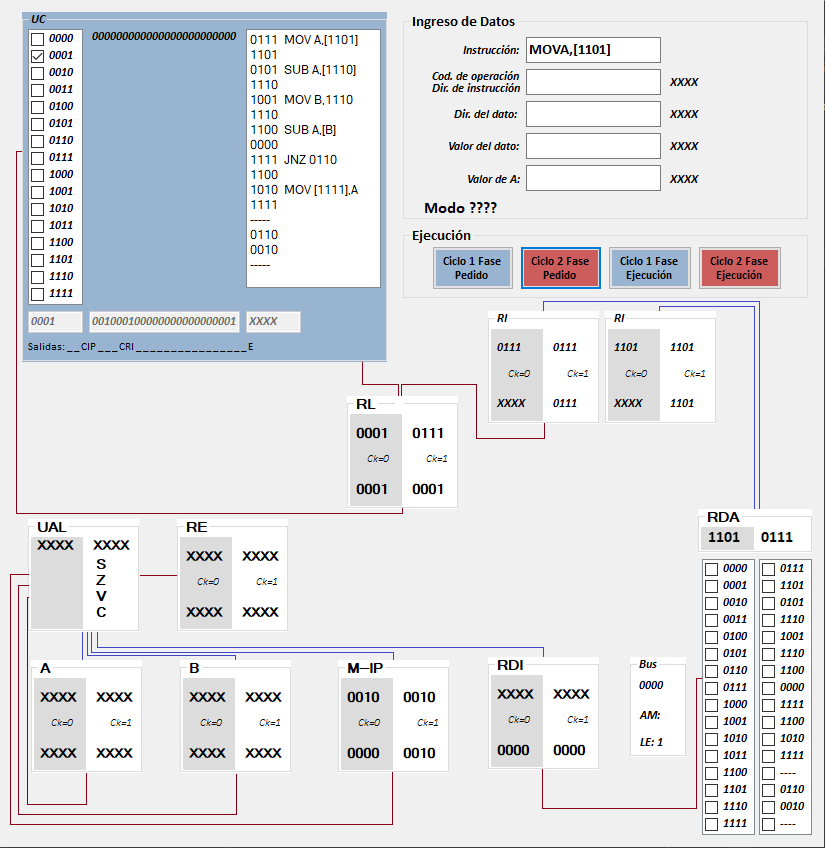 UC
0000
0001
0010
0011
0100
0101
0110
0111
1000
1001
1010
1011
1100
1101
1110
1111
000000000000000000000000
0111 MOV A,[1101]
1101
0101 SUB A,[1110]
1110
1001 MOV B,1110
1110
1100 SUB A,[B]
0000
1111 JNZ 0110
1100
1010 MOV [1111],A
1111
-----
0110
0010
-----
0001 001000100000000000000001 XXXX
Salidas: _ _ CIP _ _ _ CRI _ _ _ _ _ _ _ _ _ _ _ _ _ _ _ _ E
Ingreso de Datos
Instrucción: MOVA,[1101]
Cod. de operación
Dir. de instrucción XXXX
Dir. del dato: XXXX
Valor del dato: XXXX
Valor de A: XXXX
Modo ????
Ejecución
Ciclo 1 Fase
Pedido
Ciclo 2 Fase
Pedido
Ciclo 1 Fase
Ejecución
Ciclo 2 Fase
Ejecución
RI
0111 0111
Ck=0 Ck=1
XXXX 0111
RI
1101 1101
Ck=0 Ck=1
XXXX 1101
RL
0001 0111
Ck=0 Ck=1
0001 0001
UAL
XXXX XXXX
S
Z
V
C
RE
XXXX XXXX
Ck=0 Ck=1
XXXX XXXX
RDA
1101 0111
A
XXXX XXXX
Ck=0 Ck=1
XXXX XXXX
B
XXXX XXXX
Ck=0 Ck=1
XXXX XXXX
M-IP
0010 0010
Ck=0 Ck=1
0000 0010
RDI
XXXX XXXX
Ck=0 Ck=1
0000 0000
Bus
0000
AM:
LE: 1
0000 0111
0001 1101
0010 0101
0011 1110
0100 1001
0101 1110
0110 1100
0111 0000
1000 1111
1001 1100
1010 1010
1011 1111
1100 ----
1101 0110
1110 0010
1111 ----